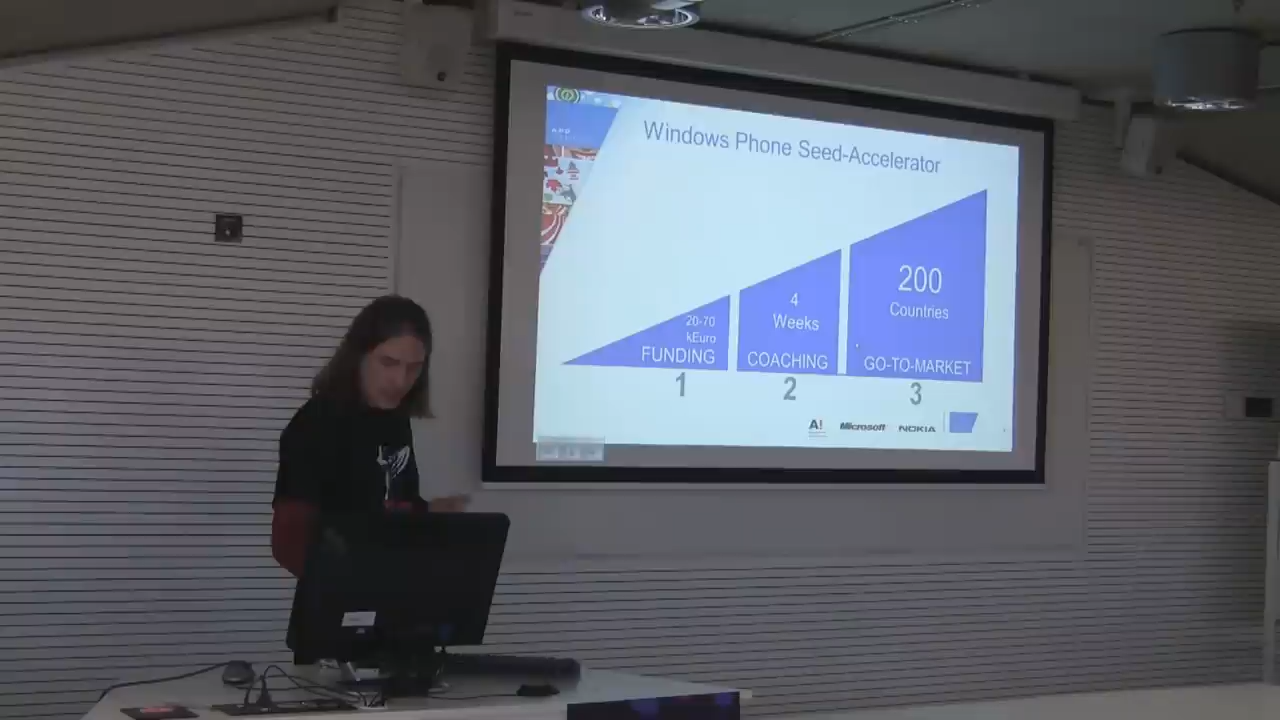 Windows Phone Seed-Accelerator
20-70
kEuro
FUNDING
1
4
Weeks
COACHING
2
200
Countries
GO-TO-MARKET
3
A!
Microsoft
NOKIA